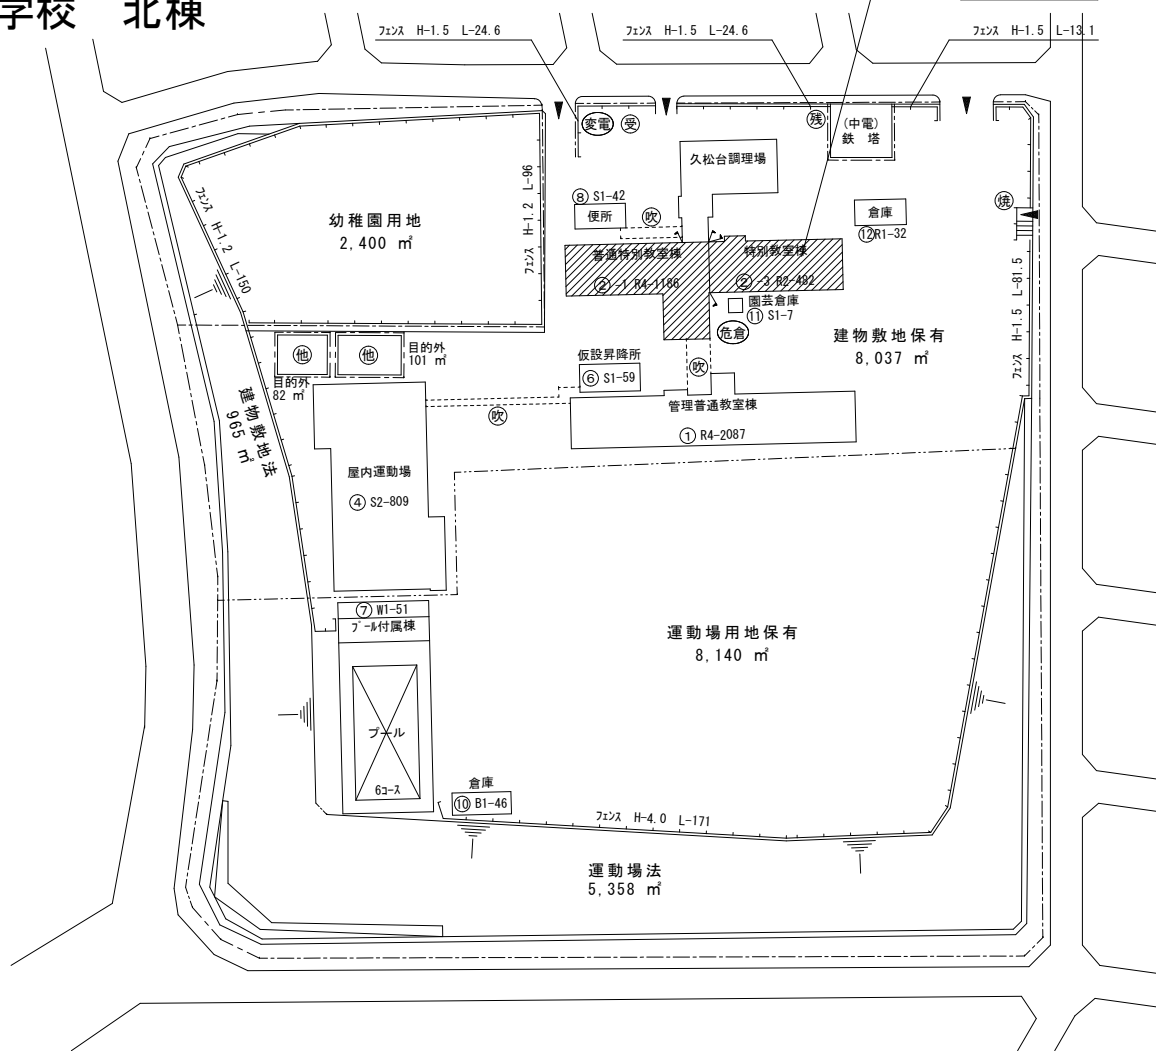 学校　北棟
ﾌｪﾝｽ H-1.5 L-24.6
ﾌｪﾝｽ H-1.5 L-24.6
ﾌｪﾝｽ H-1.5 L-13.1
変電
受
残
(中電)
鉄 塔
久松台調理場
⑧ S1-42
便所
吹
倉庫
⑫R1-32
焼
幼稚園用地
2,400 ㎡
ﾌｪﾝｽ H-1.2 L-96
ﾌｪﾝｽ H-1.2 L-150
普通特別教室棟
②-1 R4-1186
特別教室棟
②-3 R2-482
園芸倉庫
⑪ S1-7
危倉
建物敷地保有
8,037 ㎡
ﾌｪﾝｽ H-1.5 L-81.5
他
他
目的外
101 ㎡
目的外
82 ㎡
仮設昇降所
⑥ S1-59
吹
吹
管理普通教室棟
① R4-2087
建物敷地法
965 ㎡
屋内運動場
④ S2-809
⑦ W1-51
ﾌﾟｰﾙ付属棟
プール
6ｺｰｽ
運動場用地保有
8,140 ㎡
倉庫
⑩ B1-46
ﾌｪﾝｽ H-4.0 L-171
運動場法
5,358 ㎡